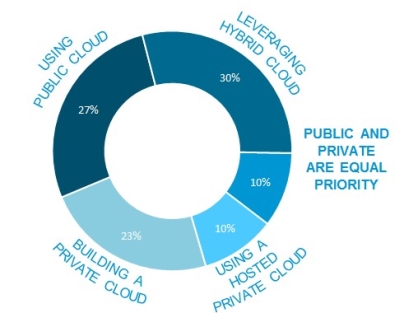 USING
PUBLIC CLOUD
LEVERAGING
HYBRID CLOUD
30%
27%
PUBLIC AND
PRIVATE
ARE EQUAL
PRIORITY
10%
10%
23%
BUILDING A
PRIVATE CLOUD
USING A
HOSTED
PRIVATE CLOUD